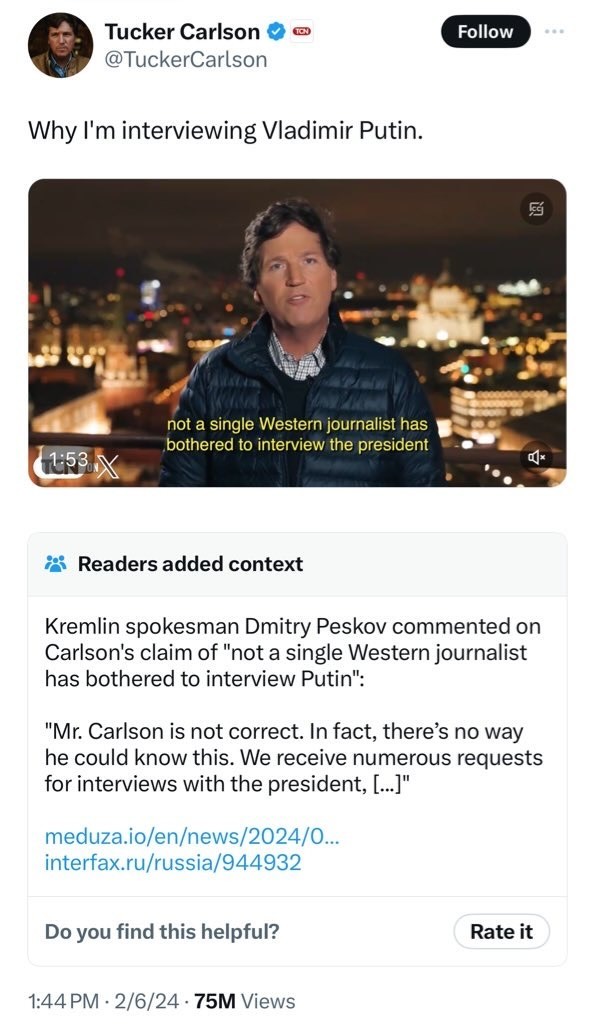 Tucker Carlson TCN
@TuckerCarlson
Follow
Why I'm interviewing Vladimir Putin.
not a single Western journalist has
bothered to interview the president
1:53
TCN ON X
Readers added context
Kremlin spokesman Dmitry Peskov commented on
Carlson's claim of "not a single Western journalist
has bothered to interview Putin":
"Mr. Carlson is not correct. In fact, there’s no way
he could know this. We receive numerous requests
for interviews with the president, [...]"
meduza.io/en/news/2024/0...
interfax.ru/russia/944932
Do you find this helpful?
Rate it
1:44 PM · 2/6/24 · 75M Views